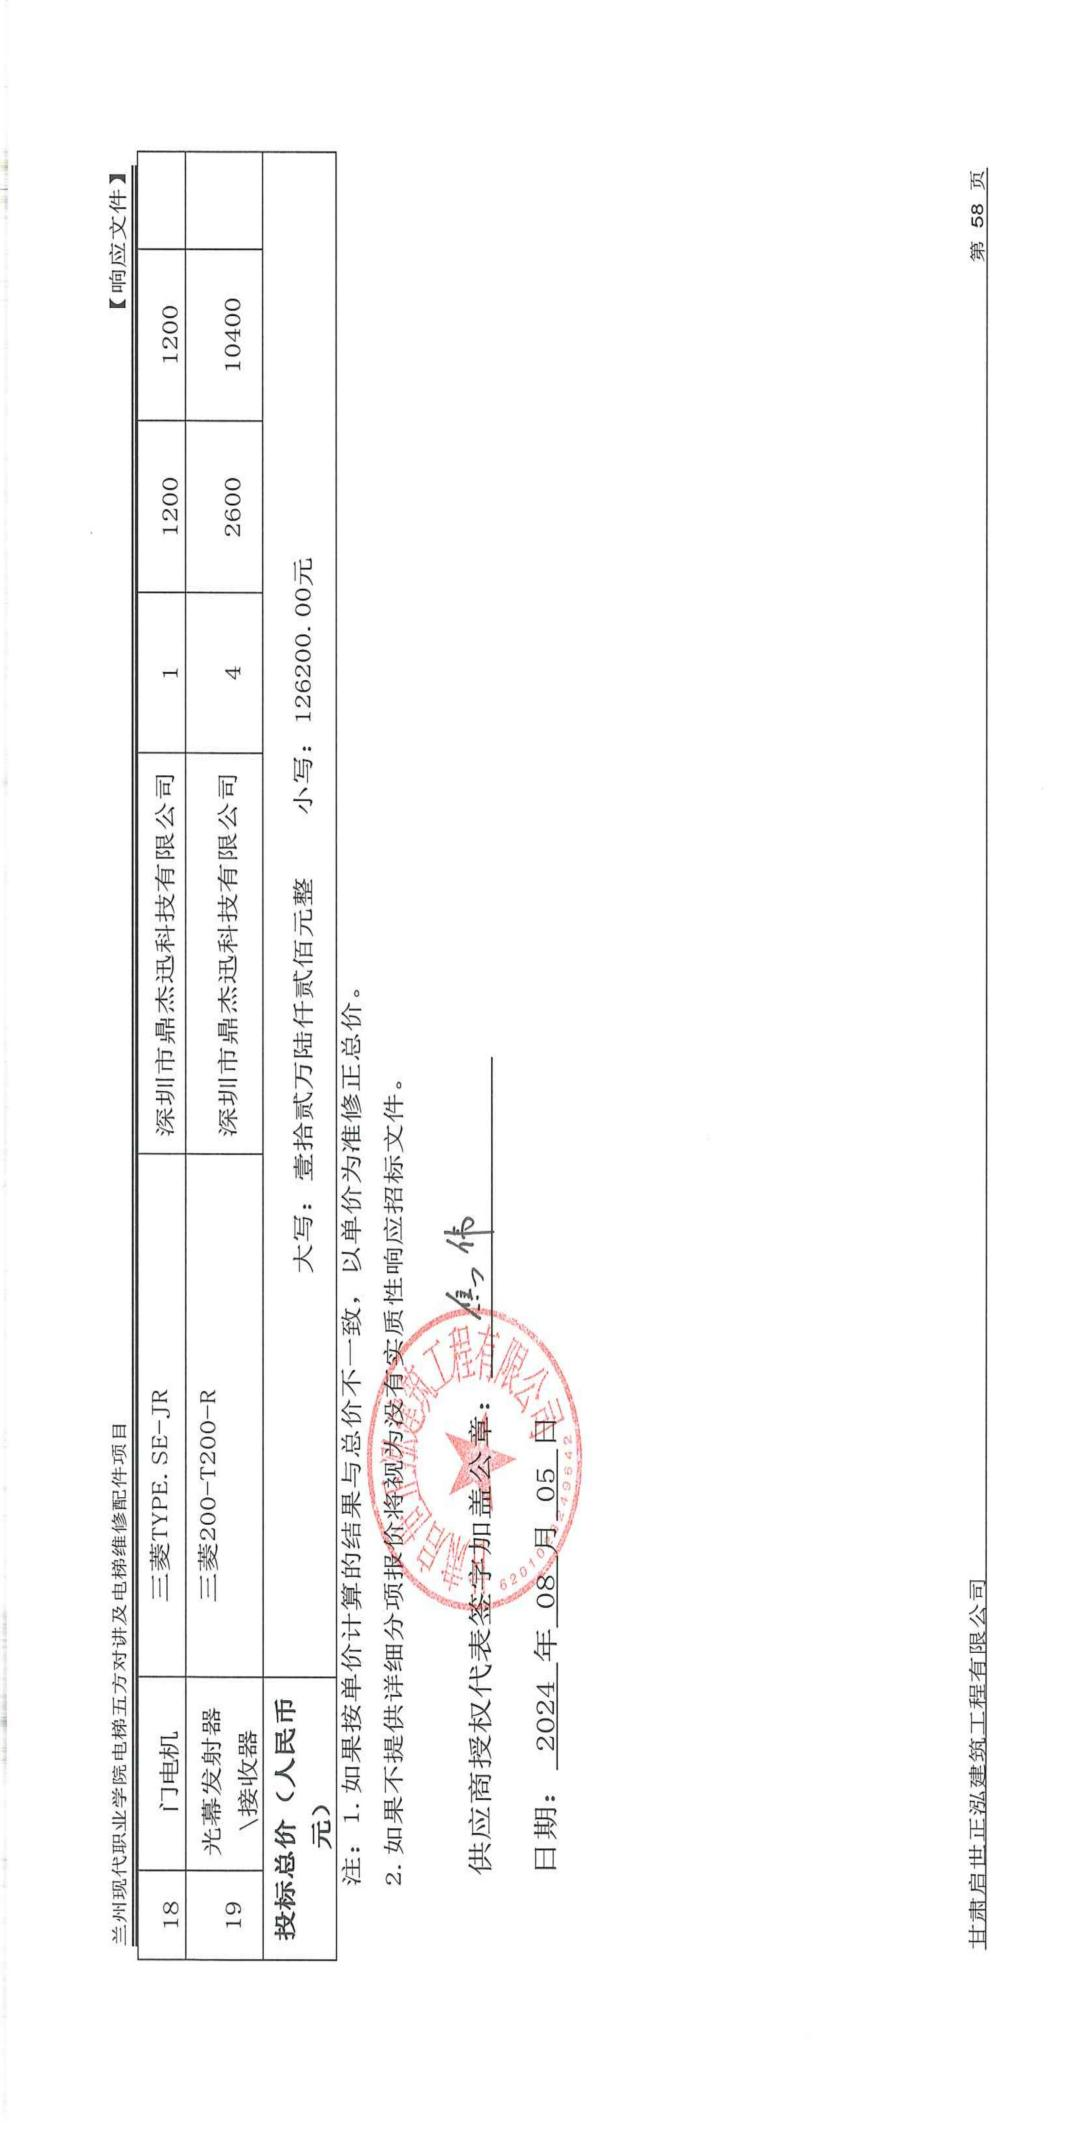 兰州现代职业学院电梯五方对讲及电梯维修配件项目 【响应文件】
18 门电机 三菱TYPE.SE-JR 深圳市鼎杰迅科技有限公司 1 1200 1200
19 光幕发射器\接收器 三菱200-T200-R 深圳市鼎杰迅科技有限公司 4 2600 10400
投标总价（人民币元） 大写：壹拾贰万陆仟贰佰元整 小写：126200.00元
注：1.如果按单价计算的结果与总价不一致，以单价为准修正总价。
2.如果不提供详细分项报价将视为没有实质性响应招标文件。
供应商授权代表签字加盖公章：
日期：2024年08月05日
甘肃启世正泓建筑工程有限公司 第 58 页